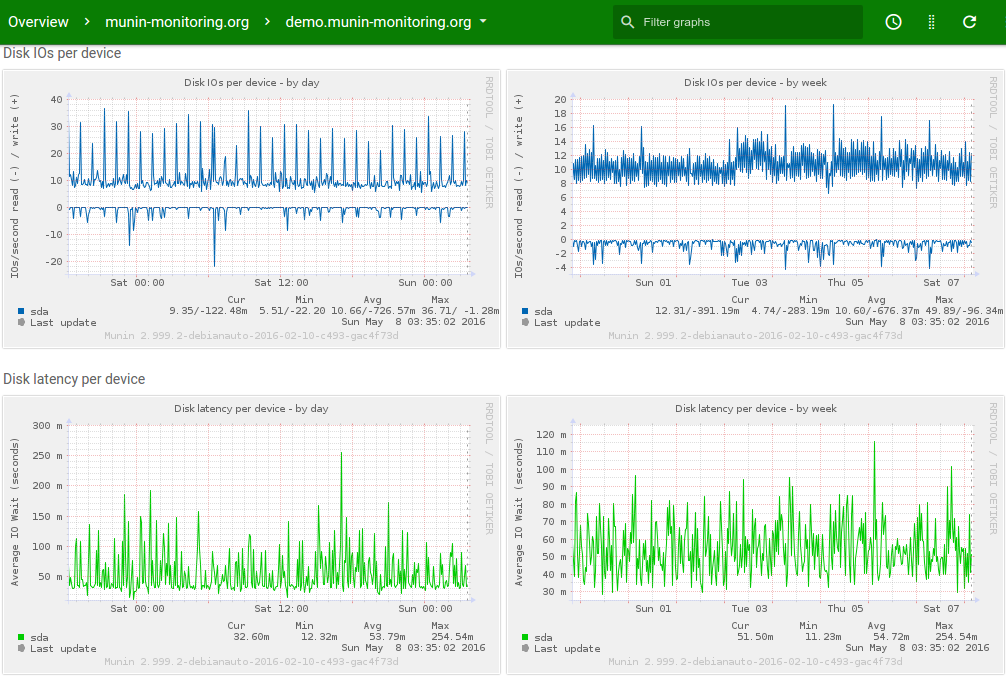 Overview > munin-monitoring.org > demo.munin-monitoring.org Filter graphs
Disk IOs per device
Disk IOs per device - by day
RRDTOOL / TOBI OETIKER
IOs/second read (-) / write (+)
40
30
20
10
0
-10
-20
Sat 00:00 Sat 12:00 Sun 00:00
Cur Min Avg Max
sda 9.35/-122.48m 5.51/-22.20 10.66/-726.57m 36.71/ -1.28m
Last update Sun May 8 03:35:02 2016
Munin 2.999.2-debianauto-2016-02-10-c493-gac4f73d
Disk IOs per device - by week
RRDTOOL / TOBI OETIKER
IOs/second read (-) / write (+)
20
18
16
14
12
10
8
6
4
2
0
-2
-4
Sun 01 Tue 03 Thu 05 Sat 07
Cur Min Avg Max
sda 12.31/-391.19m 4.74/-283.19m 10.60/-676.37m 49.89/-96.34m
Last update Sun May 8 03:35:02 2016
Munin 2.999.2-debianauto-2016-02-10-c493-gac4f73d
Disk latency per device
Disk latency per device - by day
RRDTOOL / TOBI OETIKER
Average IO Wait (seconds)
300 m
250 m
200 m
150 m
100 m
50 m
Sat 00:00 Sat 12:00 Sun 00:00
Cur Min Avg Max
sda 32.60m 12.32m 53.79m 254.54m
Last update Sun May 8 03:35:02 2016
Munin 2.999.2-debianauto-2016-02-10-c493-gac4f73d
Disk latency per device - by week
RRDTOOL / TOBI OETIKER
Average IO Wait (seconds)
120 m
110 m
100 m
90 m
80 m
70 m
60 m
50 m
40 m
30 m
Sun 01 Tue 03 Thu 05 Sat 07
Cur Min Avg Max
sda 51.50m 11.23m 54.72m 254.54m
Last update Sun May 8 03:35:02 2016
Munin 2.999.2-debianauto-2016-02-10-c493-gac4f73d